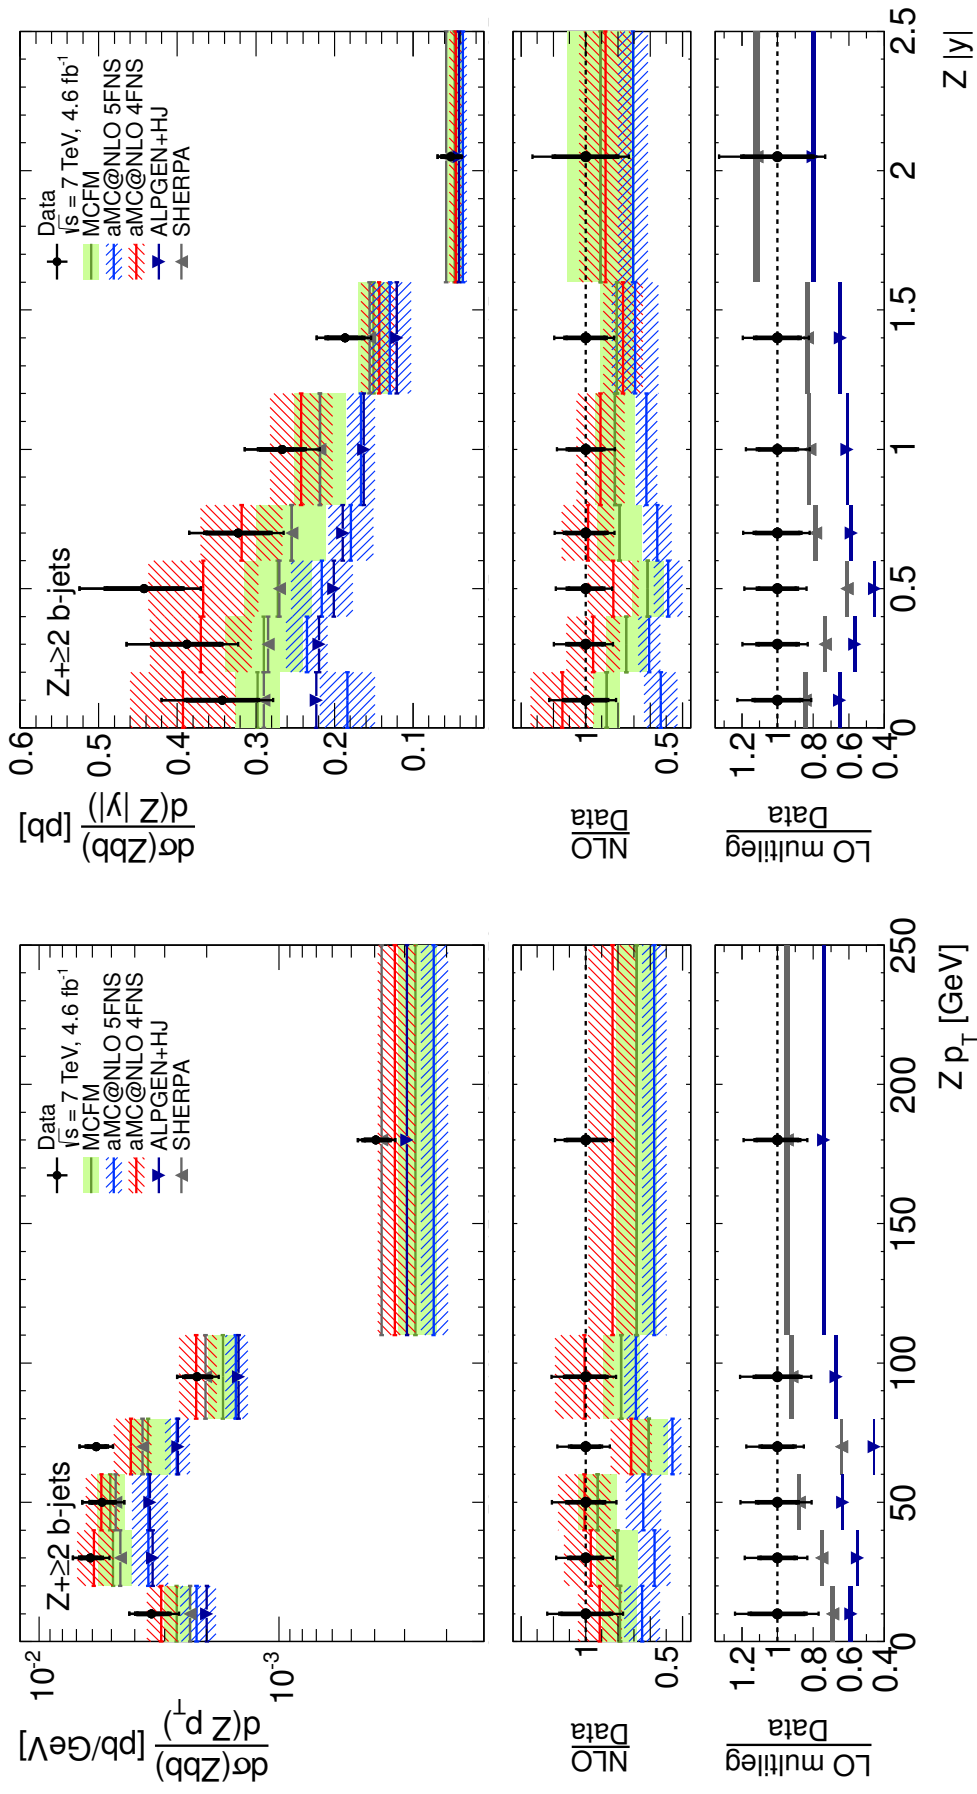 Z+≥2 b-jets
Data
√s = 7 TeV, 4.6 fb-1
MCFM
aMC@NLO 5FNS
aMC@NLO 4FNS
ALPGEN+HJ
SHERPA
dσ(Zbb)
d(Z pT) [pb/GeV]
10-2
10-3
NLO
Data
1
0.5
LO multileg
Data
1.2
1
0.8
0.6
0.4
0 50 100 150 200 250
Z pT [GeV]
Z+≥2 b-jets
Data
√s = 7 TeV, 4.6 fb-1
MCFM
aMC@NLO 5FNS
aMC@NLO 4FNS
ALPGEN+HJ
SHERPA
dσ(Zbb)
d(Z |y|) [pb]
0.6
0.5
0.4
0.3
0.2
0.1
NLO
Data
1
0.5
LO multileg
Data
1.2
1
0.8
0.6
0.4
0 0.5 1 1.5 2 2.5
Z |y|